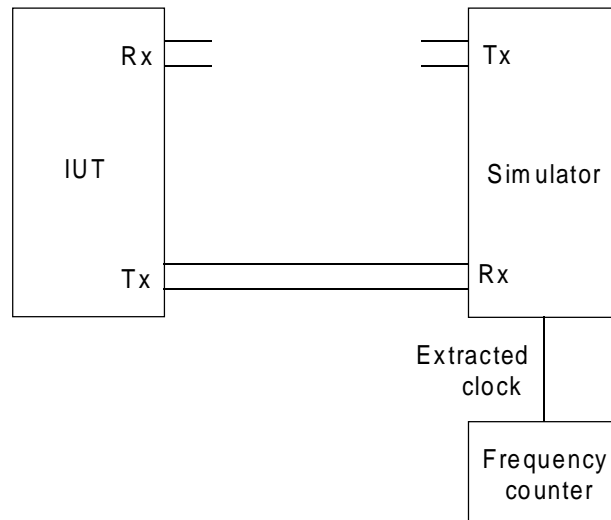 Rx
Tx
IUT
Simulator
Tx
Rx
Extracted
clock
Frequency
counter